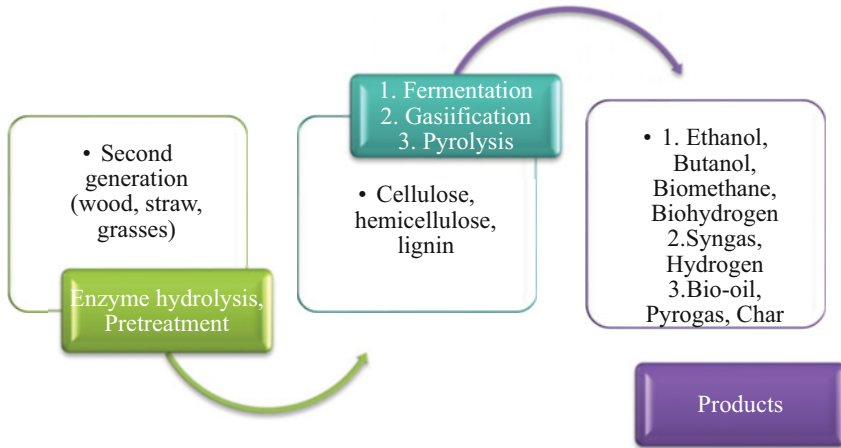 • Second
generation
(wood, straw,
grasses)
Enzyme hydrolysis,
Pretreatment
1. Fermentation
2. Gasiification
3. Pyrolysis
• Cellulose,
hemicellulose,
lignin
• 1. Ethanol,
Butanol,
Biomethane,
Biohydrogen
2.Syngas,
Hydrogen
3.Bio-oil,
Pyrogas, Char
Products